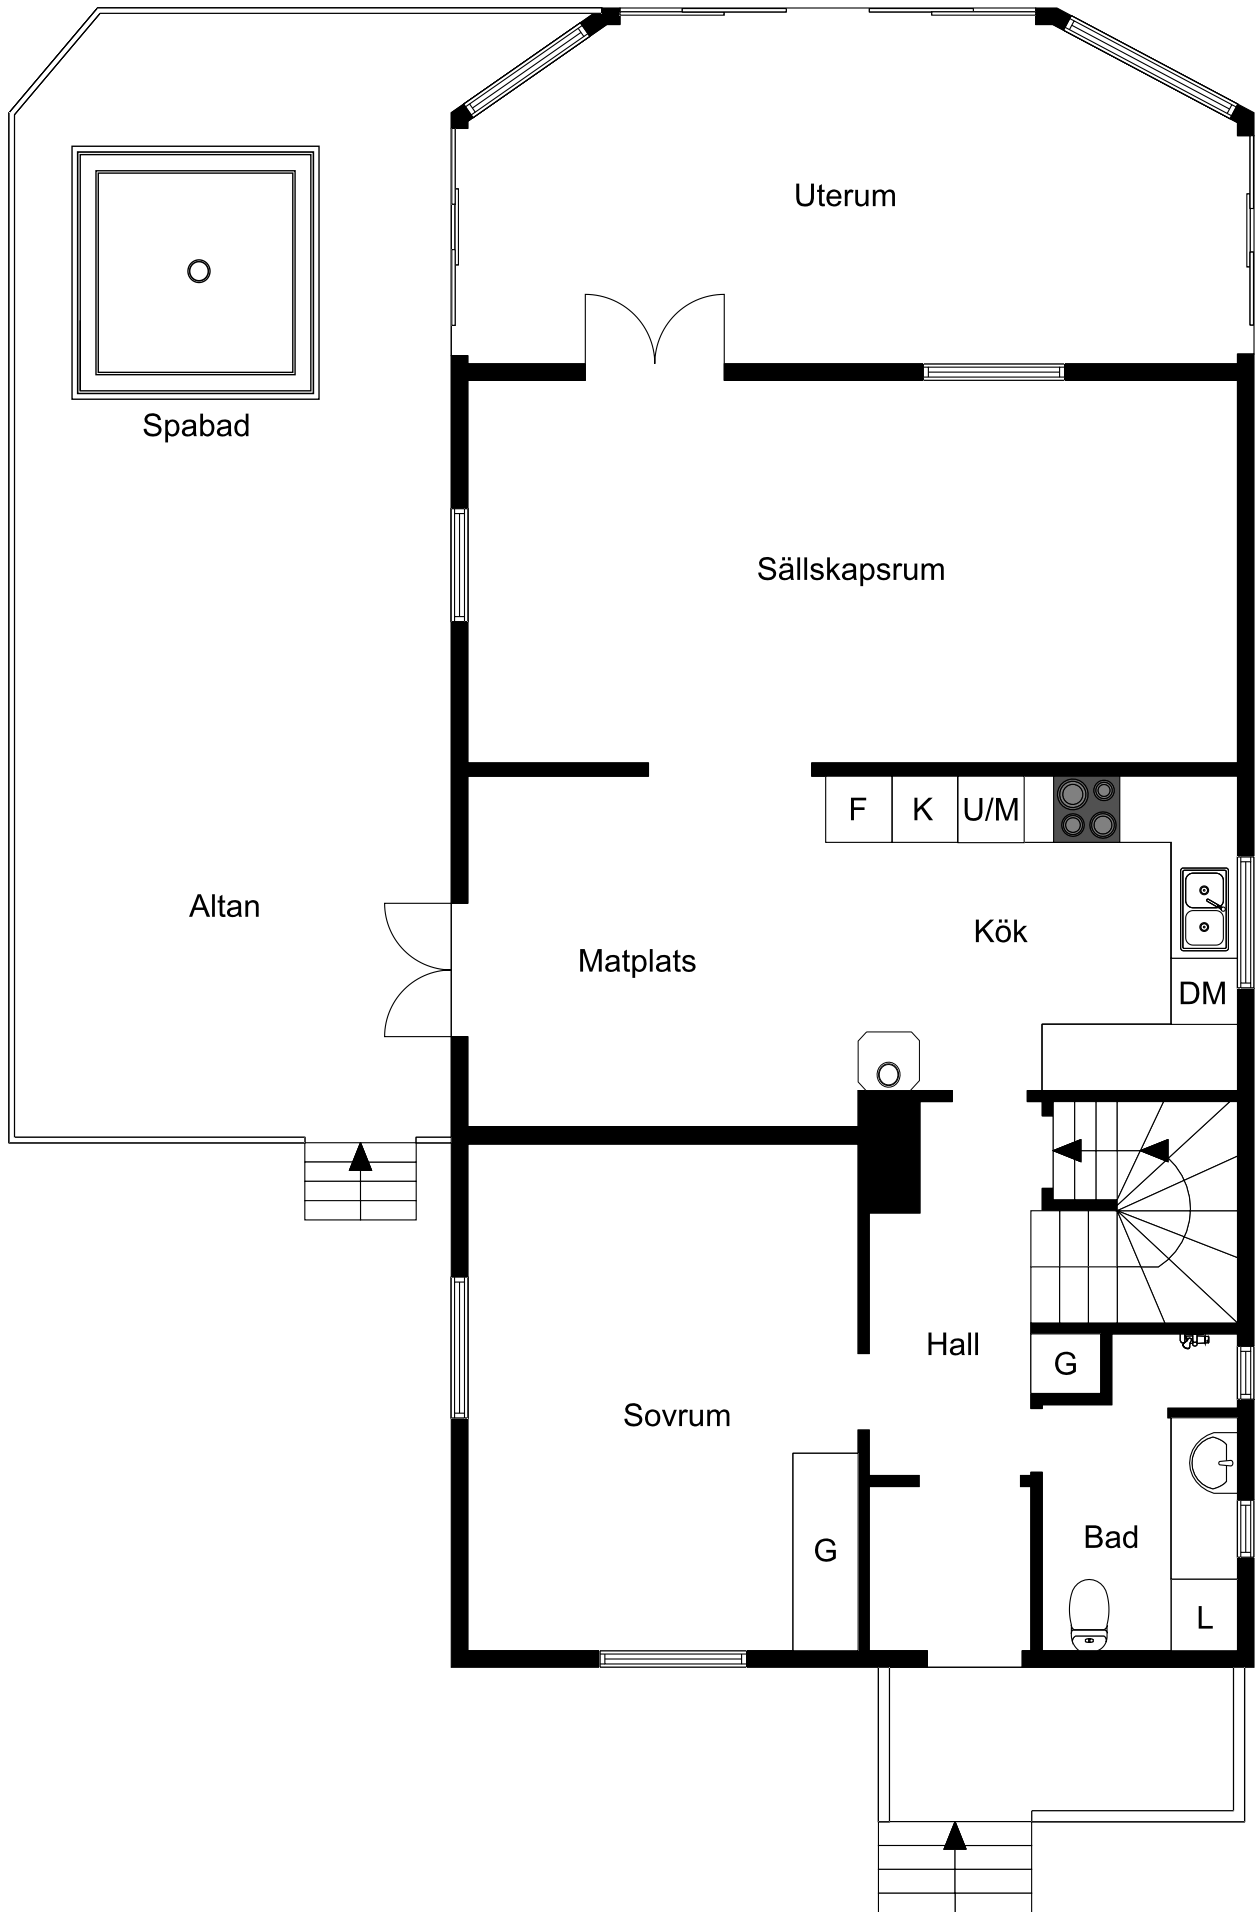 Uterum
Spabad
Sällskapsrum
F K U/M
Altan
Kök
Matplats
DM
Hall
G
Sovrum
G
Bad
L